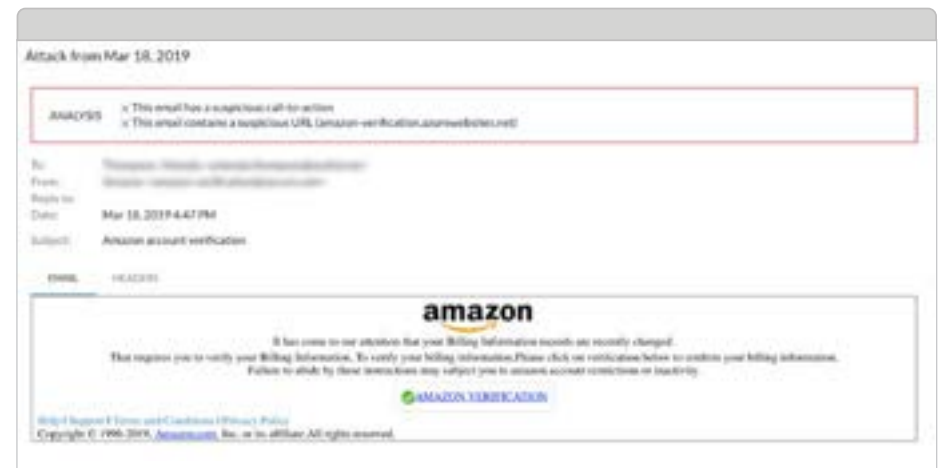 Attack from Mar 18, 2019
ANALYSIS
x This email has a suspicious call-to-action
x This email contains a suspicious URL (amazon-verification.azurewebsites.net)
To:
From:
Reply to:
Date: Mar 18, 2019 4:47 PM
Subject: Amazon account verification
EMAIL HEADERS
amazon
It has come to our attention that your Billing Information records are recently changed.
That requires you to verify your Billing Information. To verify your billing information.Please click on verification below to confirm your billing information.
Failure to abide by these instructions may subject you to amazon account restrictions or inactivity.
AMAZON VERIFICATION
Help I Support I Terms and Conditions I Privacy Policy
Copyright © 1996-2019, Amazon.com, Inc. or its affiliate All rights reserved.